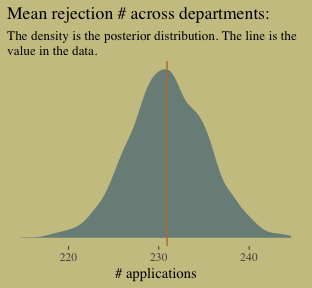 Mean rejection # across departments:
The density is the posterior distribution. The line is the
value in the data.
220 230 240
# applications